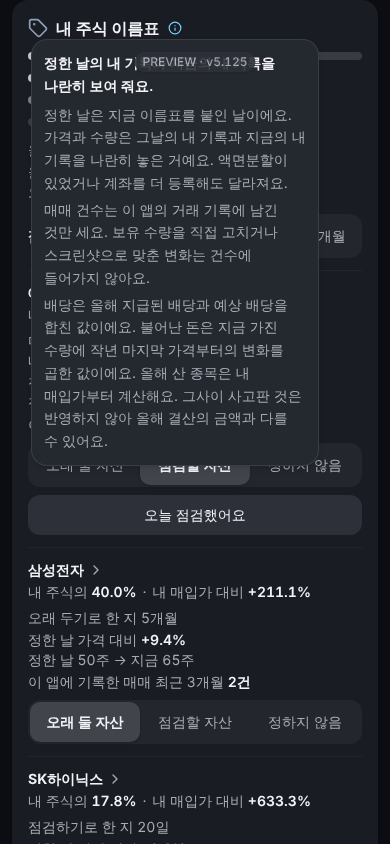 내 주식 이름표
정한 날의 내 기
PREVIEW · v5.125
록을
나란히 보여 줘요.
정한 날은 지금 이름표를 붙인 날이에요.
가격과 수량은 그날의 내 기록과 지금의 내
기록을 나란히 놓은 거예요. 액면분할이
있었거나 계좌를 더 등록해도 달라져요.
매매 건수는 이 앱의 거래 기록에 남긴
것만 세요. 보유 수량을 직접 고치거나
스크린샷으로 맞춘 변화는 건수에
들어가지 않아요.
개월
배당은 올해 지급된 배당과 예상 배당을
합친 값이에요. 불어난 돈은 지금 가진
수량에 작년 마지막 가격부터의 변화를
곱한 값이에요. 올해 산 종목은 내
매입가부터 계산해요. 그사이 사고판 것은
반영하지 않아 올해 결산의 금액과 다를
수 있어요.
오래 둘 자산 점검할 자산 정하지 않음
오늘 점검했어요
삼성전자 >
내 주식의 40.0% · 내 매입가 대비 +211.1%
오래 두기로 한 지 5개월
정한 날 가격 대비 +9.4%
정한 날 50주 → 지금 65주
이 앱에 기록한 매매 최근 3개월 2건
오래 둘 자산 점검할 자산 정하지 않음
SK하이닉스 >
내 주식의 17.8% · 내 매입가 대비 +633.3%
점검하기로 한 지 20일